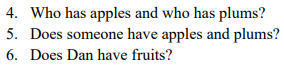 4. Who has apples and who has plums?
5. Does someone have apples and plums?
6. Does Dan have fruits?